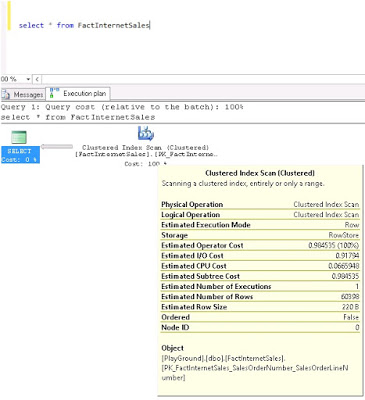 select * from FactInternetSales
00 %
Messages
Execution plan
Query 1: Query cost (relative to the batch): 100%
select * from FactInternetSales
SELECT
Cost: 0 %
Clustered Index Scan (Clustered)
[FactInternetSales].[PK_FactInterne…
Cost: 100 %
Clustered Index Scan (Clustered)
Scanning a clustered index, entirely or only a range.
Physical Operation Clustered Index Scan
Logical Operation Clustered Index Scan
Estimated Execution Mode Row
Storage RowStore
Estimated Operator Cost 0.984535 (100%)
Estimated I/O Cost 0.91794
Estimated CPU Cost 0.0665948
Estimated Subtree Cost 0.984535
Estimated Number of Executions 1
Estimated Number of Rows 60398
Estimated Row Size 220 B
Ordered False
Node ID 0
Object
[PlayGround].[dbo].[FactInternetSales].
[PK_FactInternetSales_SalesOrderNumber_SalesOrderLineN
umber]